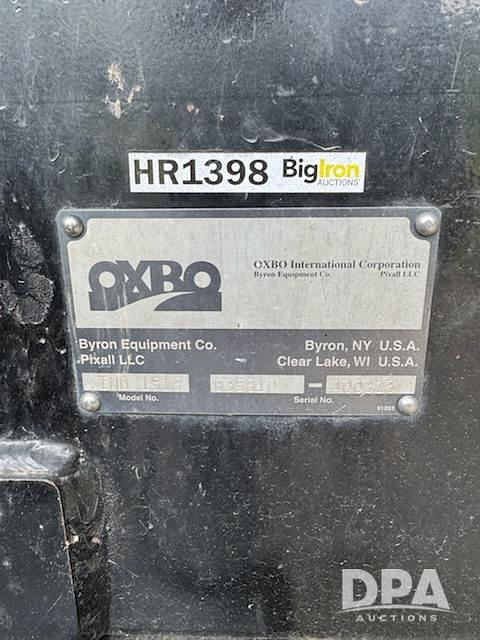 HR1398 BigIron
AUCTIONS
OXBO
OXBO International Corporation
Byron Equipment Co. Pixall LLC
Byron Equipment Co. Byron, NY U.S.A.
Pixall LLC Clear Lake, WI U.S.A.
Model No. Serial No.
91093
DPA
AUCTIONS